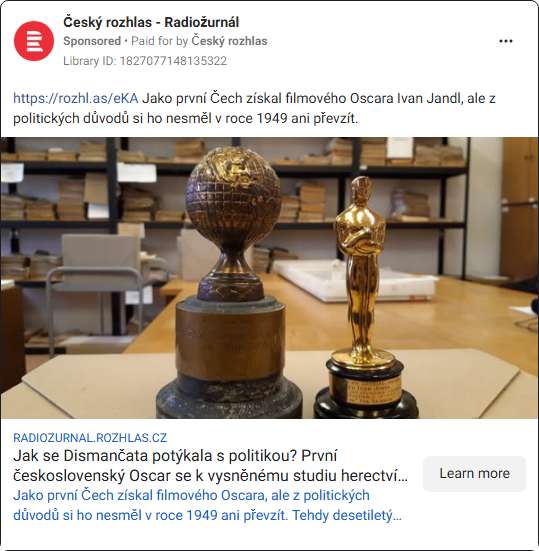 Český rozhlas - Radiožurnál
Sponsored • Paid for by Český rozhlas
Library ID: 1827077148135322
https://rozhl.as/eKA Jako první Čech získal filmového Oscara Ivan Jandl, ale z
politických důvodů si ho nesměl v roce 1949 ani převzít.
RADIOZURNAL.ROZHLAS.CZ
Jak se Dismančata potýkala s politikou? První
československý Oscar se k vysněnému studiu herectví…
Learn more
Jako první Čech získal filmového Oscara, ale z politických
důvodů si ho nesměl v roce 1949 ani převzít. Tehdy desetiletý…